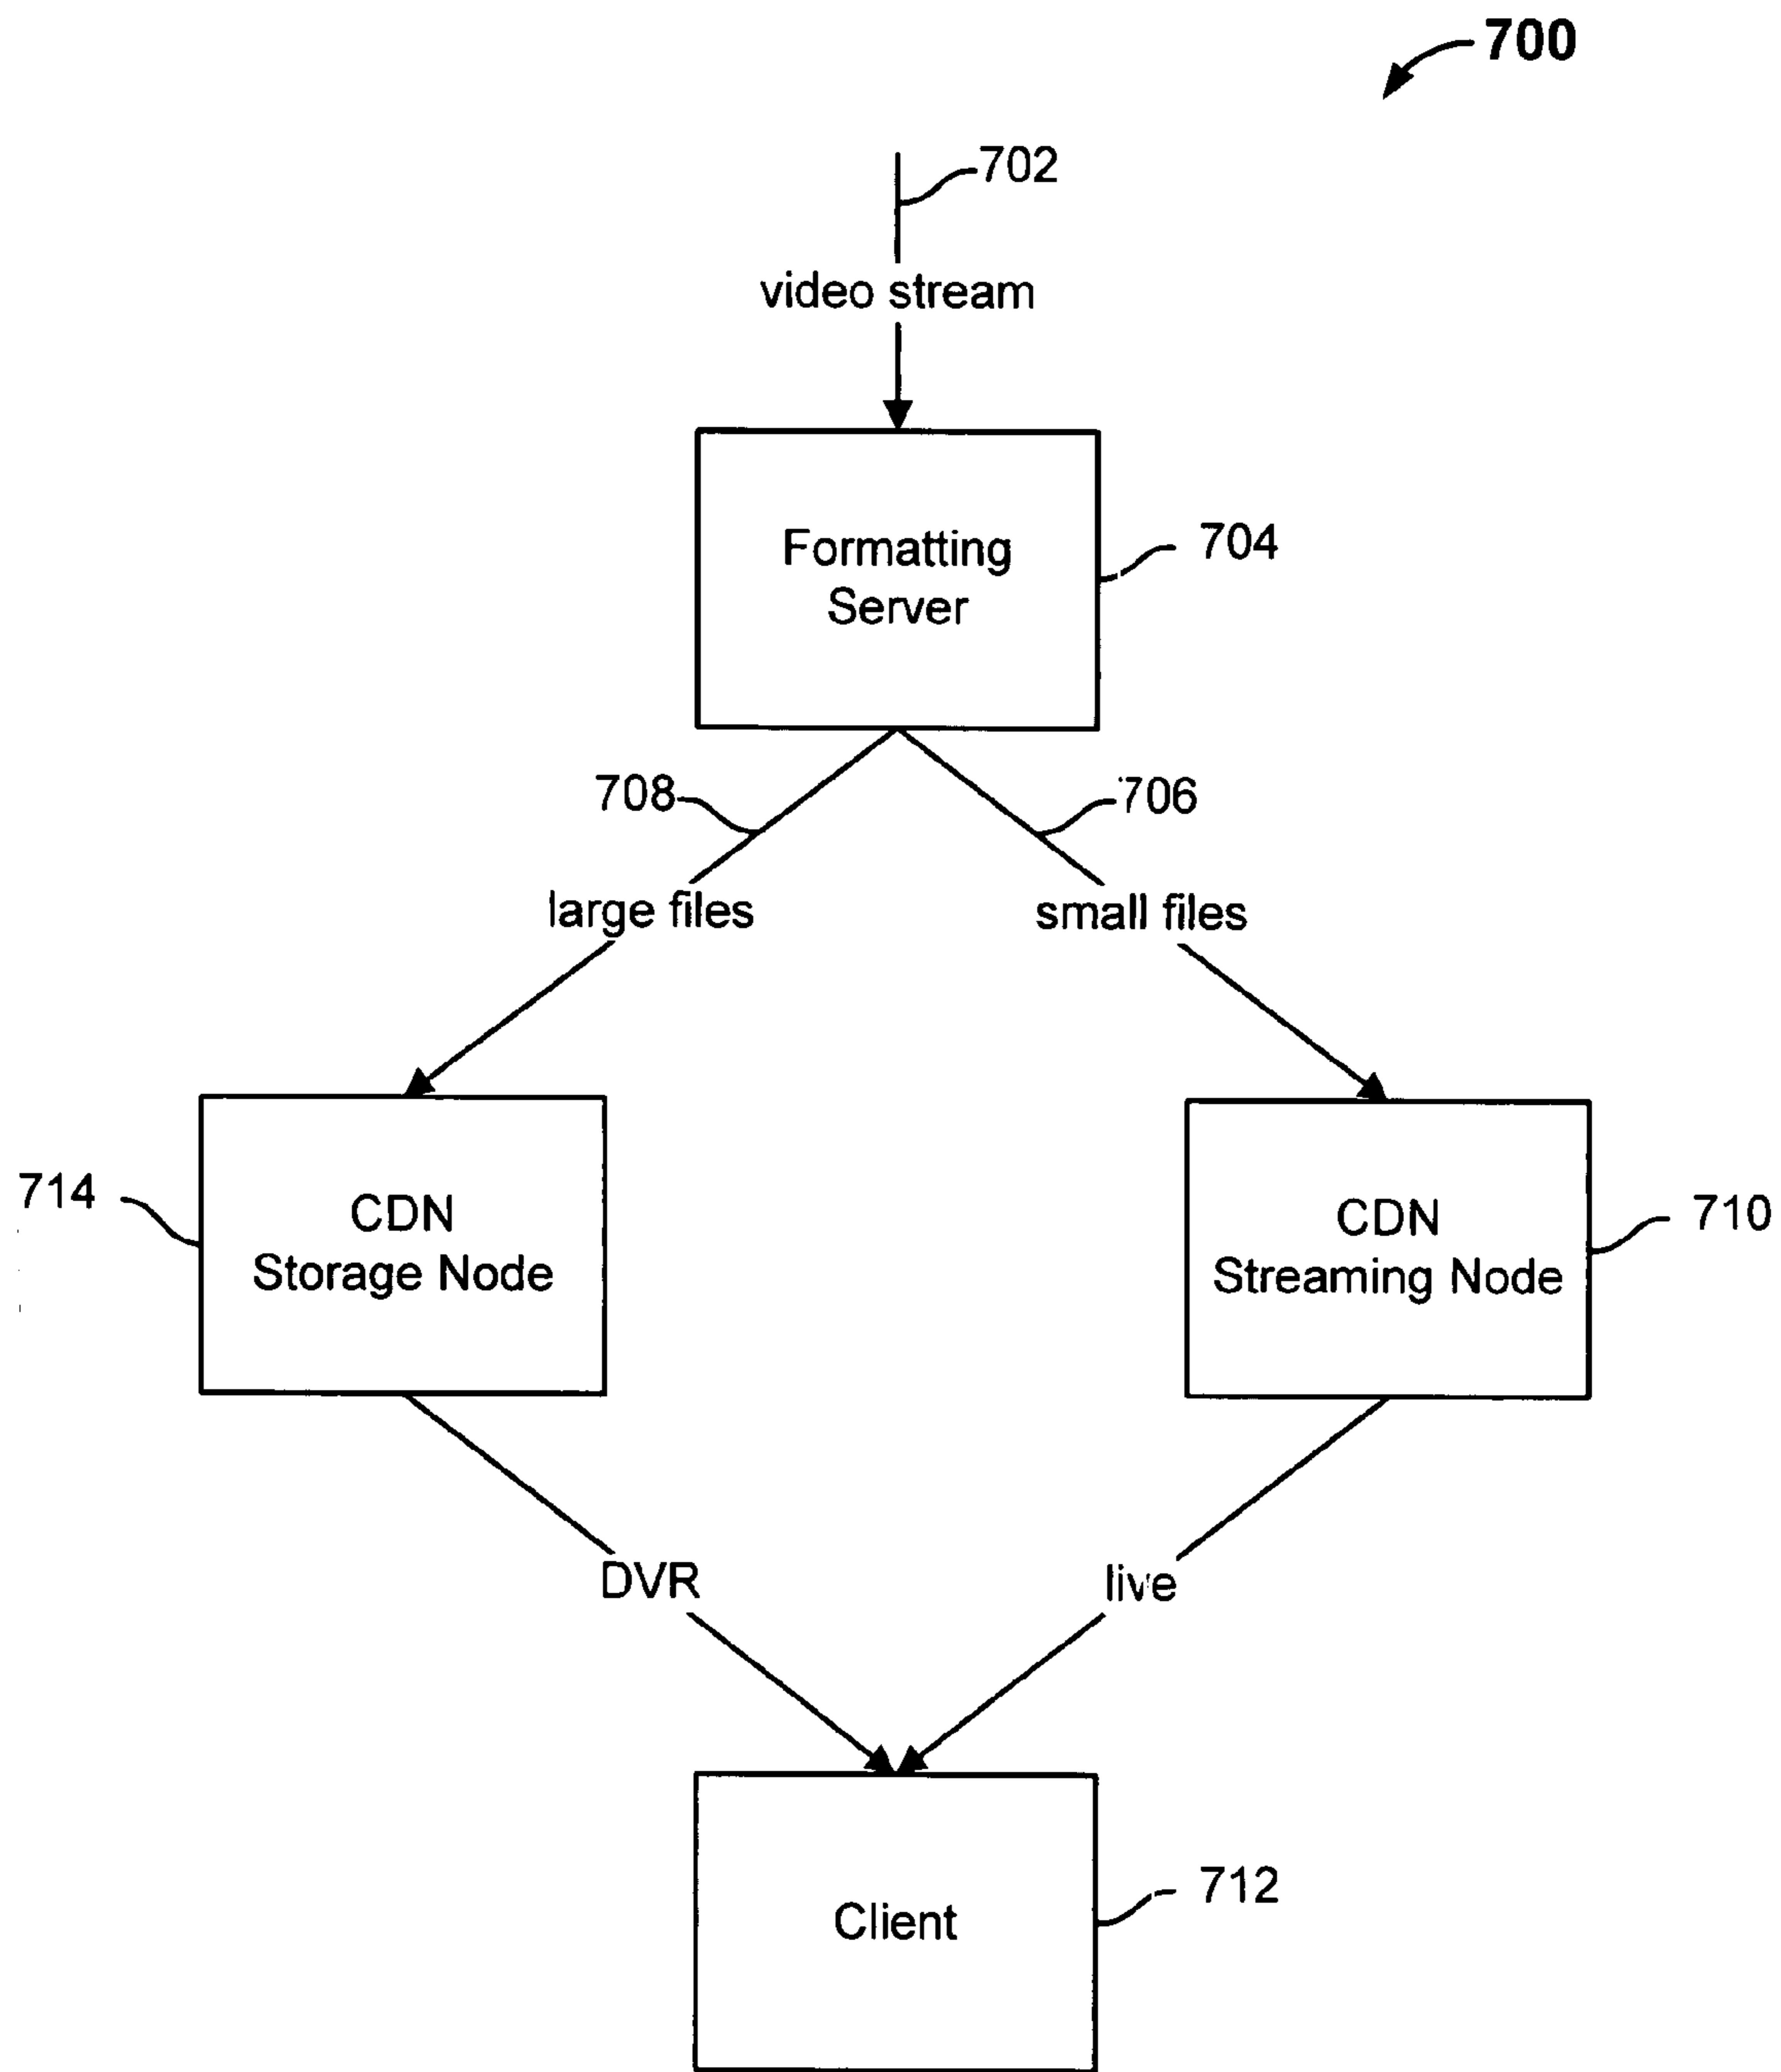 700
702
video stream
Formatting
Server
704
708
706
large files
small files
714
CDN
Storage Node
CDN
Streaming Node
710
DVR
live
Client
712